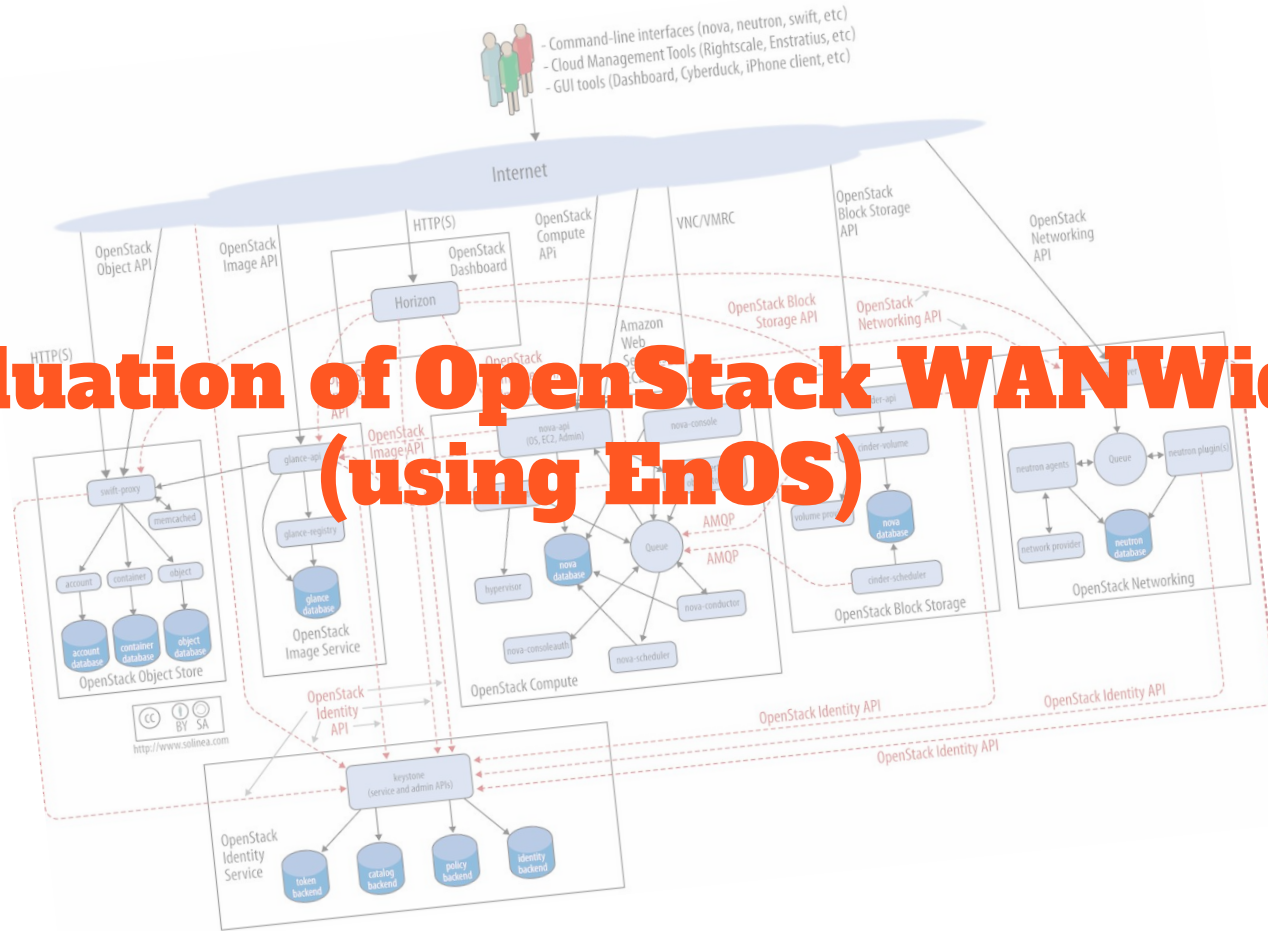 - Command-line interfaces (nova, neutron, swift, etc)
- Cloud Management Tools (Rightscale, Enstratius, etc)
- GUI tools (Dashboard, Cyberduck, iPhone client, etc)
Internet
OpenStack
Object API
OpenStack
Image API
HTTP(S)
OpenStack
Dashboard
OpenStack
Compute
APi
VNC/VMRC
OpenStack
Block Storage
API
OpenStack
Networking
API
Horizon
OpenStack Block
Storage API
OpenStack
Networking API
Amazon
Web
HTTP(S)
OpenStack
luation of OpenStack WANWi
(using EnOS)
API
OpenStack
Image API
nova-api
(OS, EC2, Admin)
nova-console
cinder-volume
glance-api
swift-proxy
memcached
glance-registry
account
container
object
glance
database
account
database
container
database
object
database
OpenStack Object Store
OpenStack
Image Service
hypervisor
nova
database
Queue
AMQP
AMQP
nova-conductor
nova-consoleauth
nova-scheduler
OpenStack Compute
nova
database
cinder-scheduler
OpenStack Block Storage
neutron agents
Queue
neutron plugin(s)
network provider
neutron
database
OpenStack Networking
cc BY SA
http://www.solinea.com
OpenStack
Identity
API
OpenStack Identity API
OpenStack Identity API
OpenStack Identity API
keystone
(service and admin APIs)
OpenStack
Identity
Service
token
backend
catalog
backend
policy
backend
identity
backend